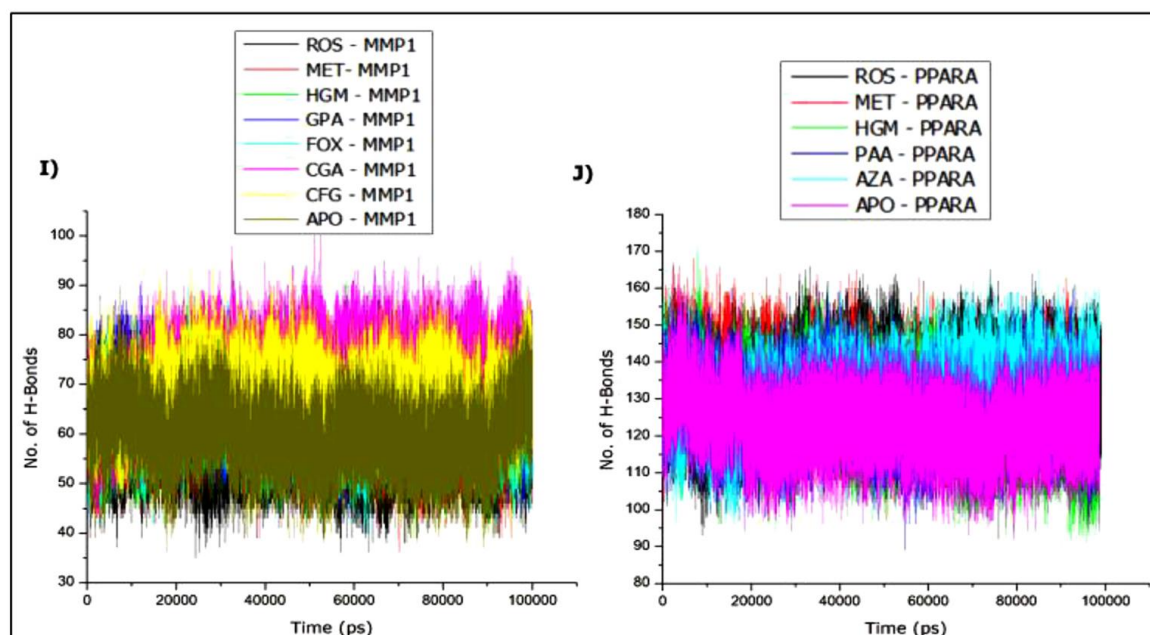 I)
ROS - MMP1
MET- MMP1
HGM - MMP1
GPA - MMP1
FOX - MMP1
CGA - MMP1
CFG - MMP1
APO - MMP1
No. of H-Bonds
100
90
80
70
60
50
40
30
0
20000
40000
60000
80000
100000
Time (ps)
J)
ROS - PPARA
MET - PPARA
HGM - PPARA
PAA - PPARA
AZA - PPARA
APO - PPARA
No. of H-Bonds
180
170
160
150
140
130
120
110
100
90
80
0
20000
40000
60000
80000
100000
Time (ps)